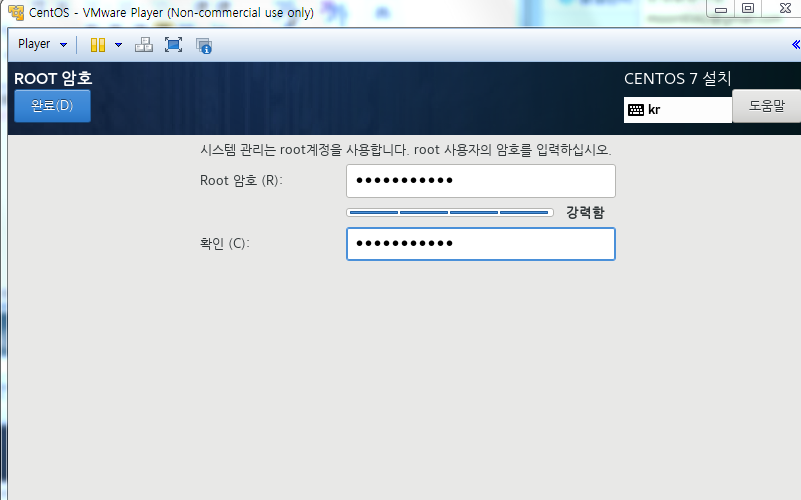 CentOS - VMware Player (Non-commercial use only)
Player
ROOT 암호
CENTOS 7 설치
완료(D)
kr
도움말
시스템 관리는 root계정을 사용합니다. root 사용자의 암호를 입력하십시오.
Root 암호 (R):
●●●●●●●●●●●
강력함
확인 (C):
●●●●●●●●●●●